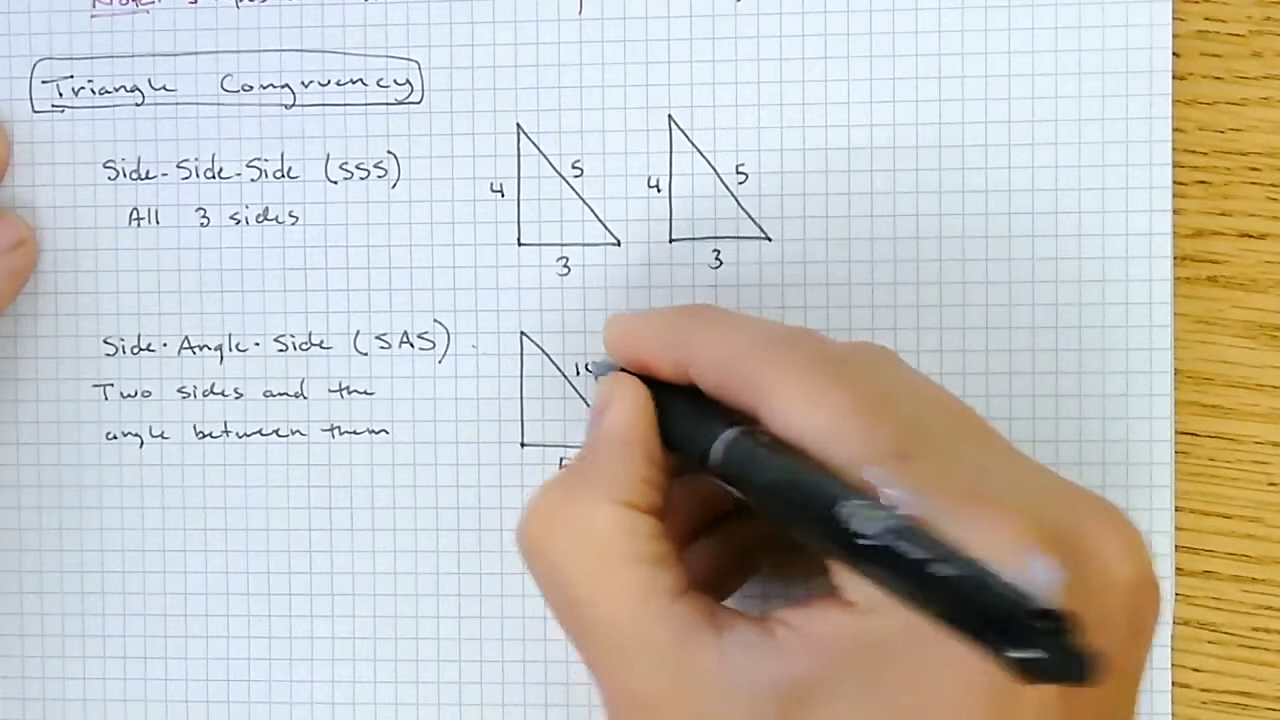 Triangle Congruency
Side-Side-Side (SSS)
All 3 sides
4
5
3
4
5
3
Side-Angle-Side (SAS)
Two sides and the
angle between them